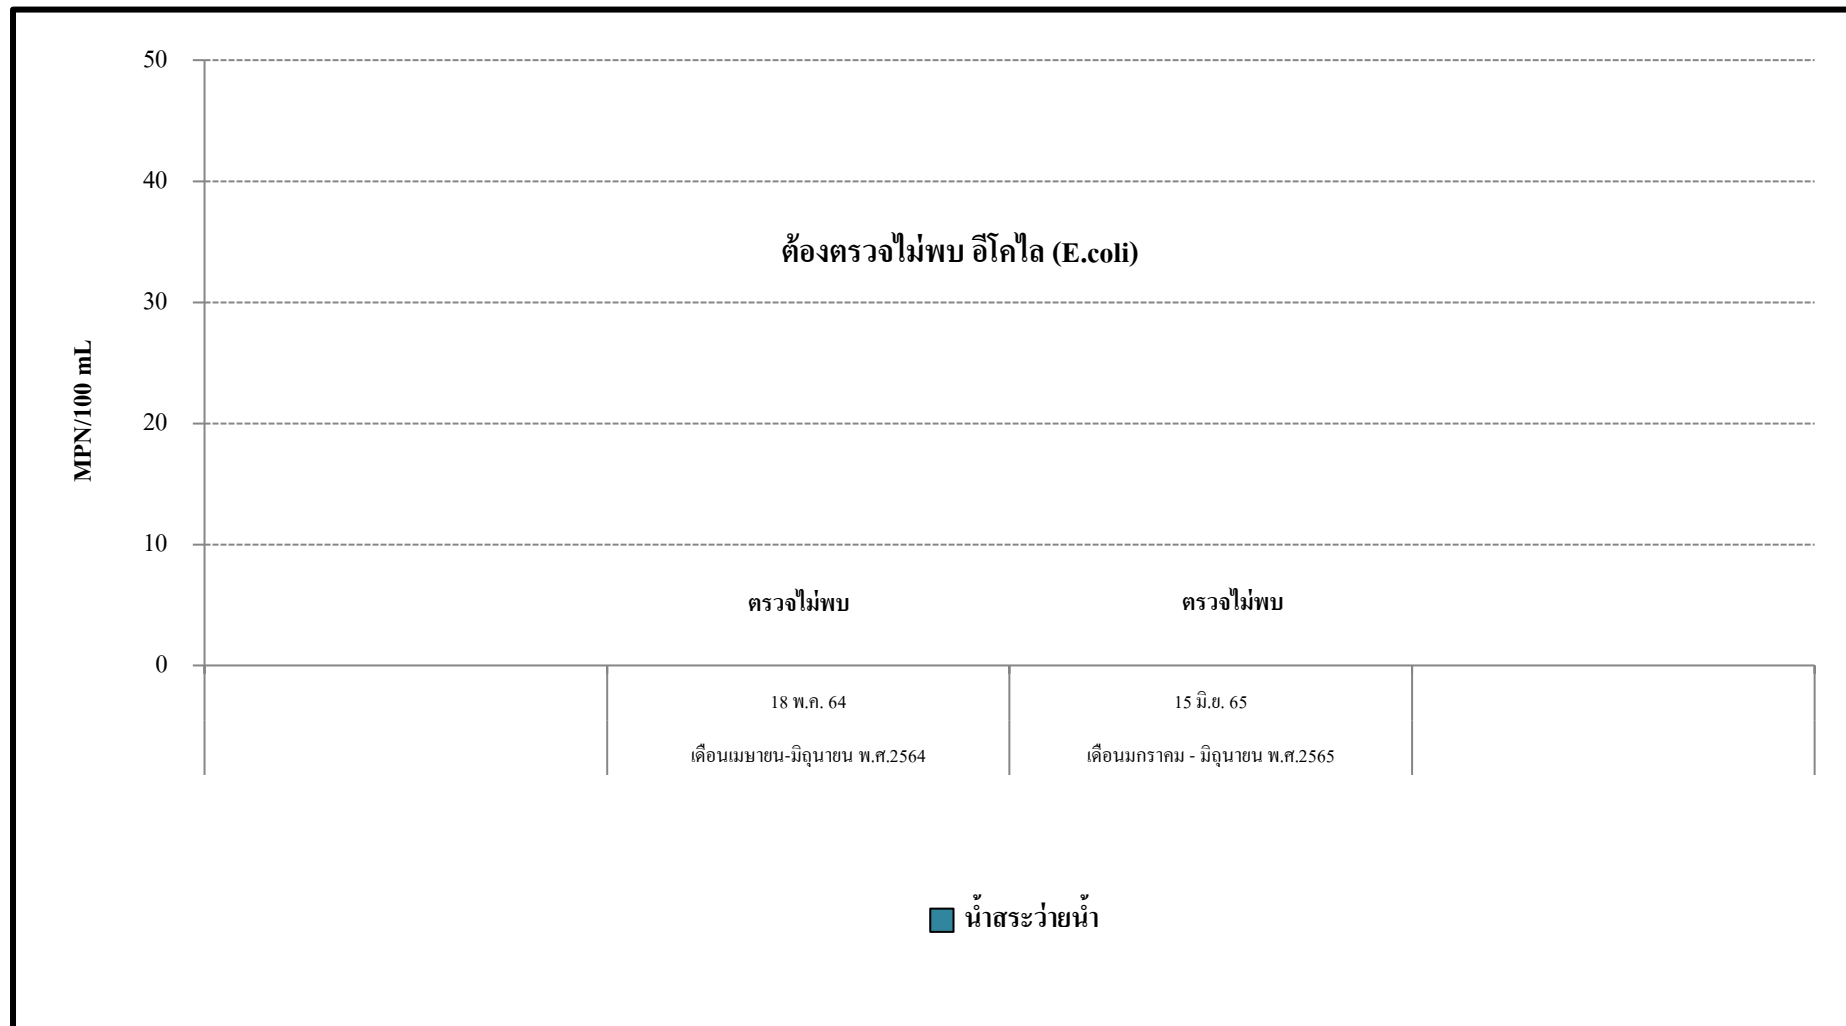 50
40
ต้องตรวจไม่พบ อีโคไล (E.coli)
30
MPN/100 mL
20
10
ตรวจไม่พบ ตรวจไม่พบ
0
18 พ.ค. 64 15 มิ.ย. 65
เดือนเมษายน-มิถุนายน พ.ศ.2564 เดือนมกราคม - มิถุนายน พ.ศ.2565
น้ำสระว่ายน้ำ